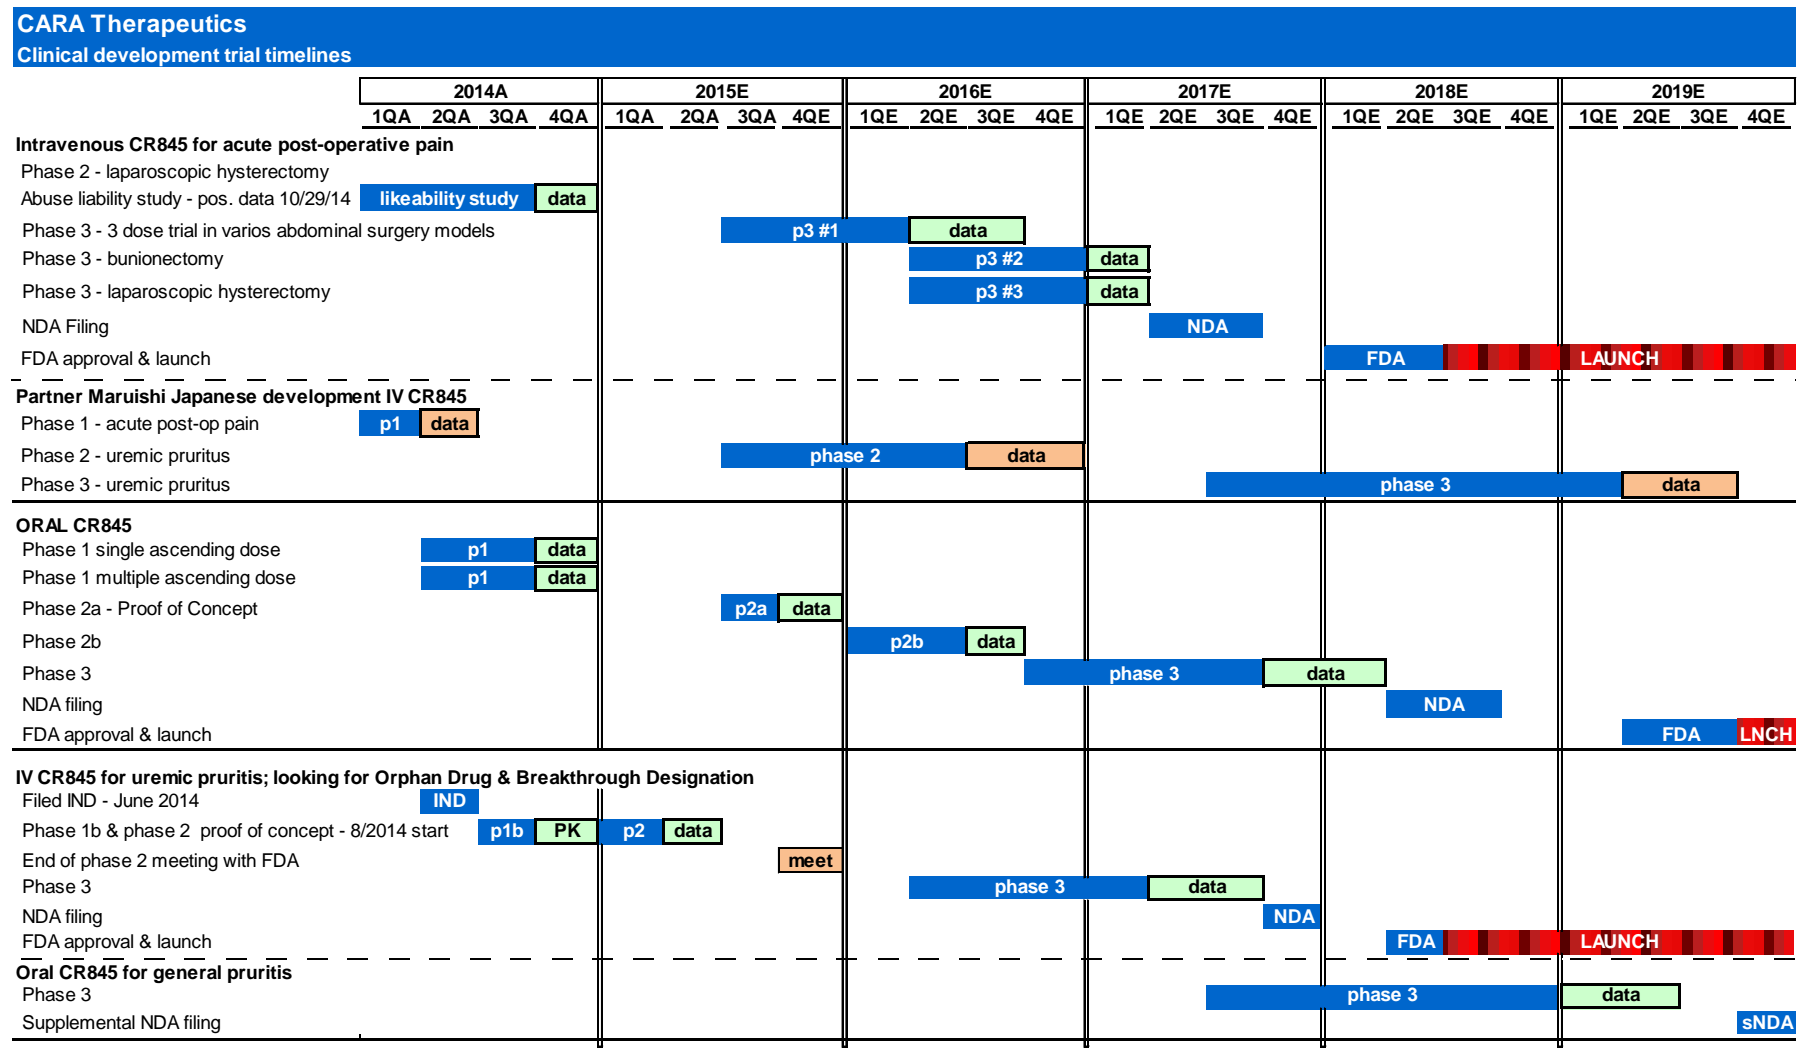 CARA Therapeutics
Clinical development trial timelines
2014A 2015E 2016E 2017E 2018E 2019E
1QA 2QA 3QA 4QA 1QA 2QA 3QA 4QE 1QE 2QE 3QE 4QE 1QE 2QE 3QE 4QE 1QE 2QE 3QE 4QE 1QE 2QE 3QE 4QE
Intravenous CR845 for acute post-operative pain
Phase 2 - laparoscopic hysterectomy
Abuse liability study - pos. data 10/29/14 likeability study data
Phase 3 - 3 dose trial in varios abdominal surgery models p3 #1 data
Phase 3 - bunionectomy p3 #2 data
Phase 3 - laparoscopic hysterectomy p3 #3 data
NDA Filing NDA
FDA approval & launch FDA LAUNCH
Partner Maruishi Japanese development IV CR845
Phase 1 - acute post-op pain p1 data
Phase 2 - uremic pruritus phase 2 data
Phase 3 - uremic pruritus phase 3 data
ORAL CR845
Phase 1 single ascending dose p1 data
Phase 1 multiple ascending dose p1 data
Phase 2a - Proof of Concept p2a data
Phase 2b p2b data
Phase 3 phase 3 data
NDA filing NDA
FDA approval & launch FDA LNCH
IV CR845 for uremic pruritis; looking for Orphan Drug & Breakthrough Designation
Filed IND - June 2014 IND
Phase 1b & phase 2 proof of concept - 8/2014 start p1b PK p2 data
End of phase 2 meeting with FDA meet
Phase 3 phase 3 data
NDA filing NDA
FDA approval & launch FDA LAUNCH
Oral CR845 for general pruritis
Phase 3 phase 3 data
Supplemental NDA filing sNDA